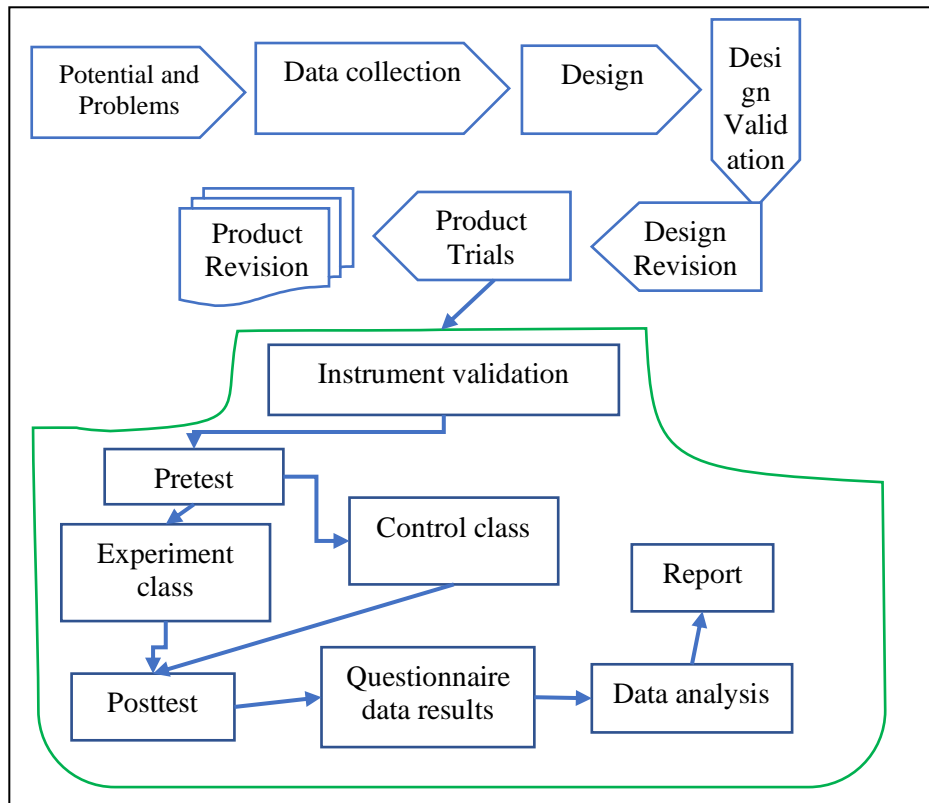 Potential and
Problems
Data collection
Design
Desi
gn
Valid
ation
Product
Revision
Product
Trials
Design
Revision
Instrument validation
Pretest
Control class
Experiment
class
Report
Posttest
Questionnaire
data results
Data analysis